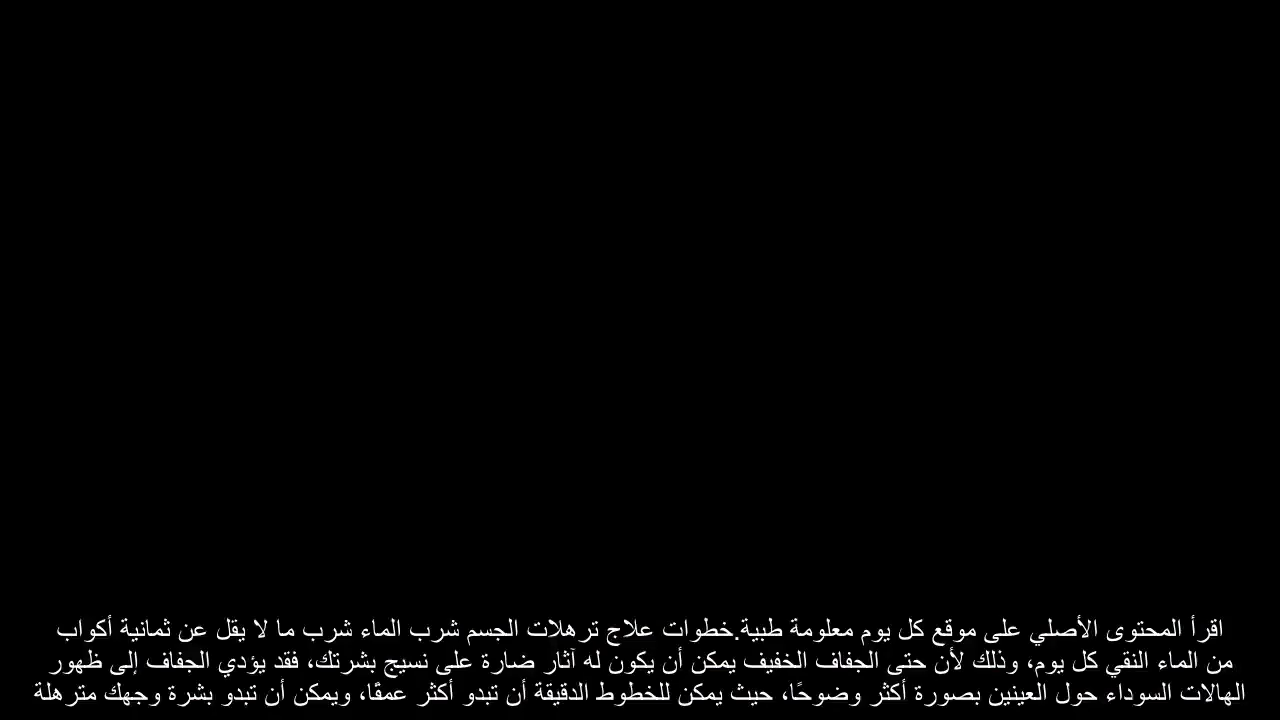 اقرأ المحتوى الأصلي على موقع كل يوم معلومة طبية.خطوات علاج ترهلات الجسم شرب الماء شرب ما لا يقل عن ثمانية أكواب
من الماء النقي كل يوم، وذلك لأن حتى الجفاف الخفيف يمكن أن يكون له آثار ضارة على نسيج بشرتك، فقد يؤدي الجفاف إلى ظهور
الهالات السوداء حول العينين بصورة أكثر وضوحًا، حيث يمكن للخطوط الدقيقة أن تبدو أكثر عمقًا، ويمكن أن تبدو بشرة وجهك مترهلة